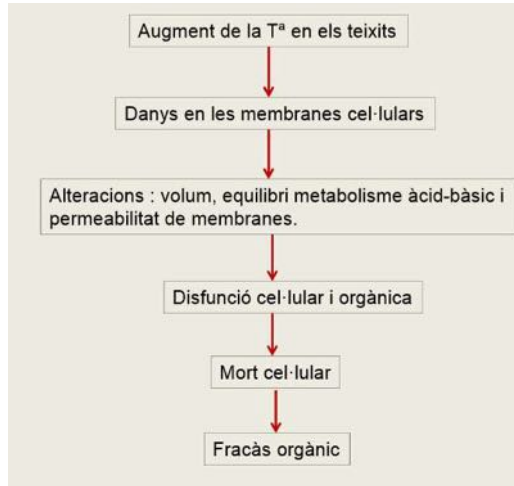 Augment de la Tª en els teixits
Danys en les membranes cel·lulars
Alteracions : volum, equilibri metabolisme àcid-bàsic i
permeabilitat de membranes.
Disfunció cel·lular i orgànica
Mort cel·lular
Fracàs orgànic